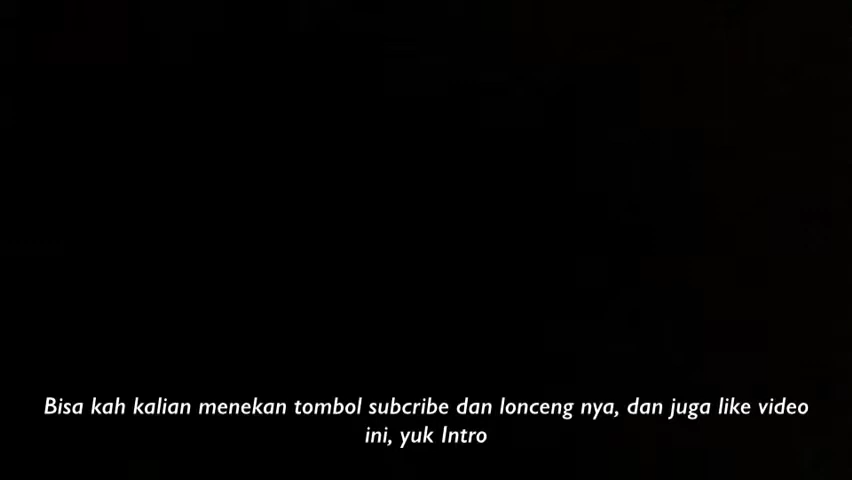 Bisa kah kalian menekan tombol subcribe dan lonceng nya, dan juga like video
ini, yuk Intro